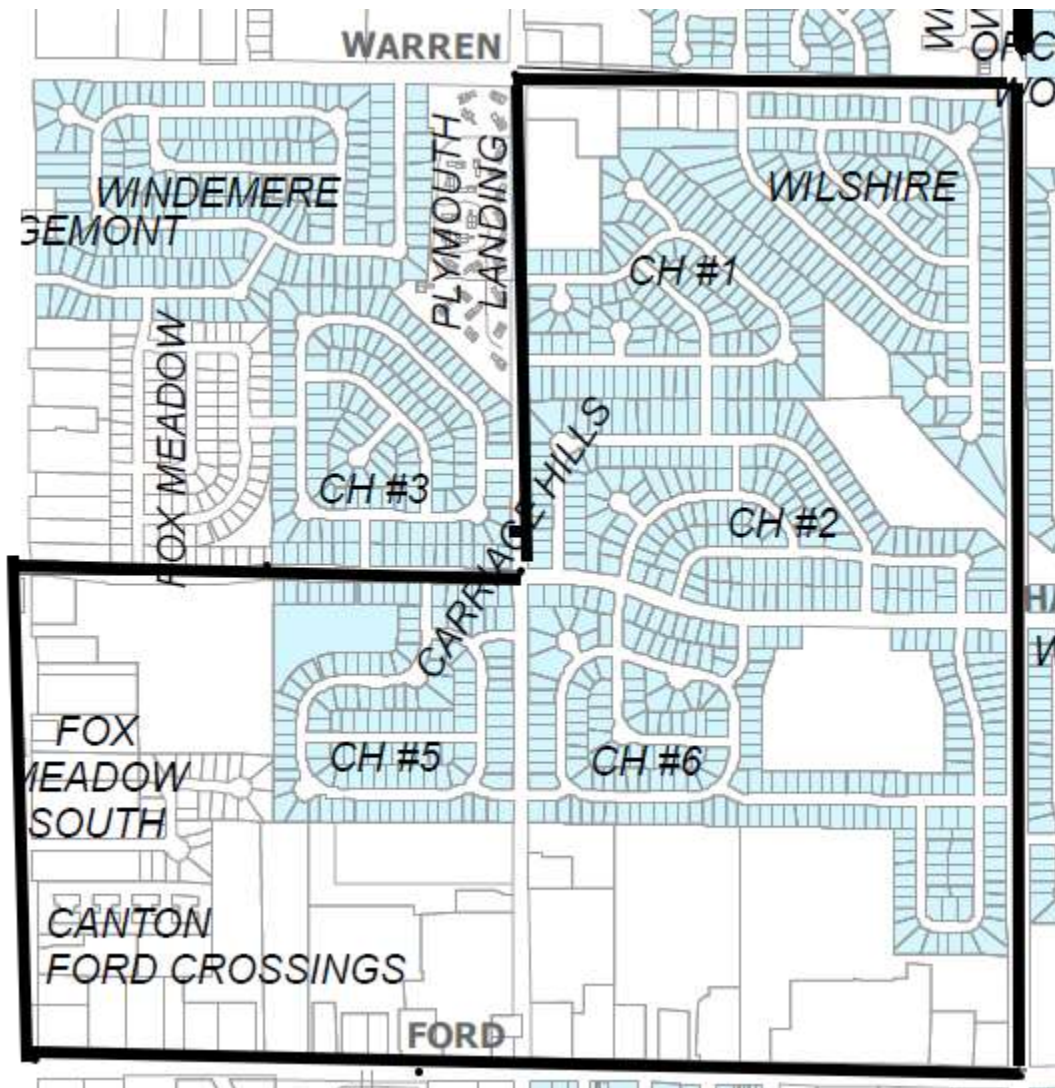 WARREN
WINDEMERE
GEMONT
PLYMOUTH
LANDING
WILSHIRE
CH #1
FOX MEADOW
CH #3
CARRIAGE HILLS
CH #2
FOX
MEADOW
SOUTH
CH #5
CH #6
CANTON
FORD CROSSINGS
FORD